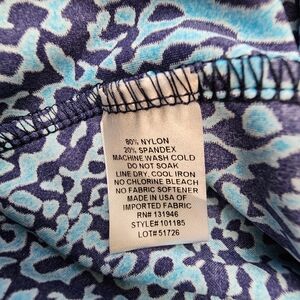 80% NYLON
20% SPANDEX
MACHINE WASH COLD
DO NOT SOAK
LINE DRY, COOL IRON
NO CHLORINE BLEACH
NO FABRIC SOFTENER
MADE IN USA OF
IMPORTED FABRIC
RN# 131946
STYLE# 101185
LOT# 51726